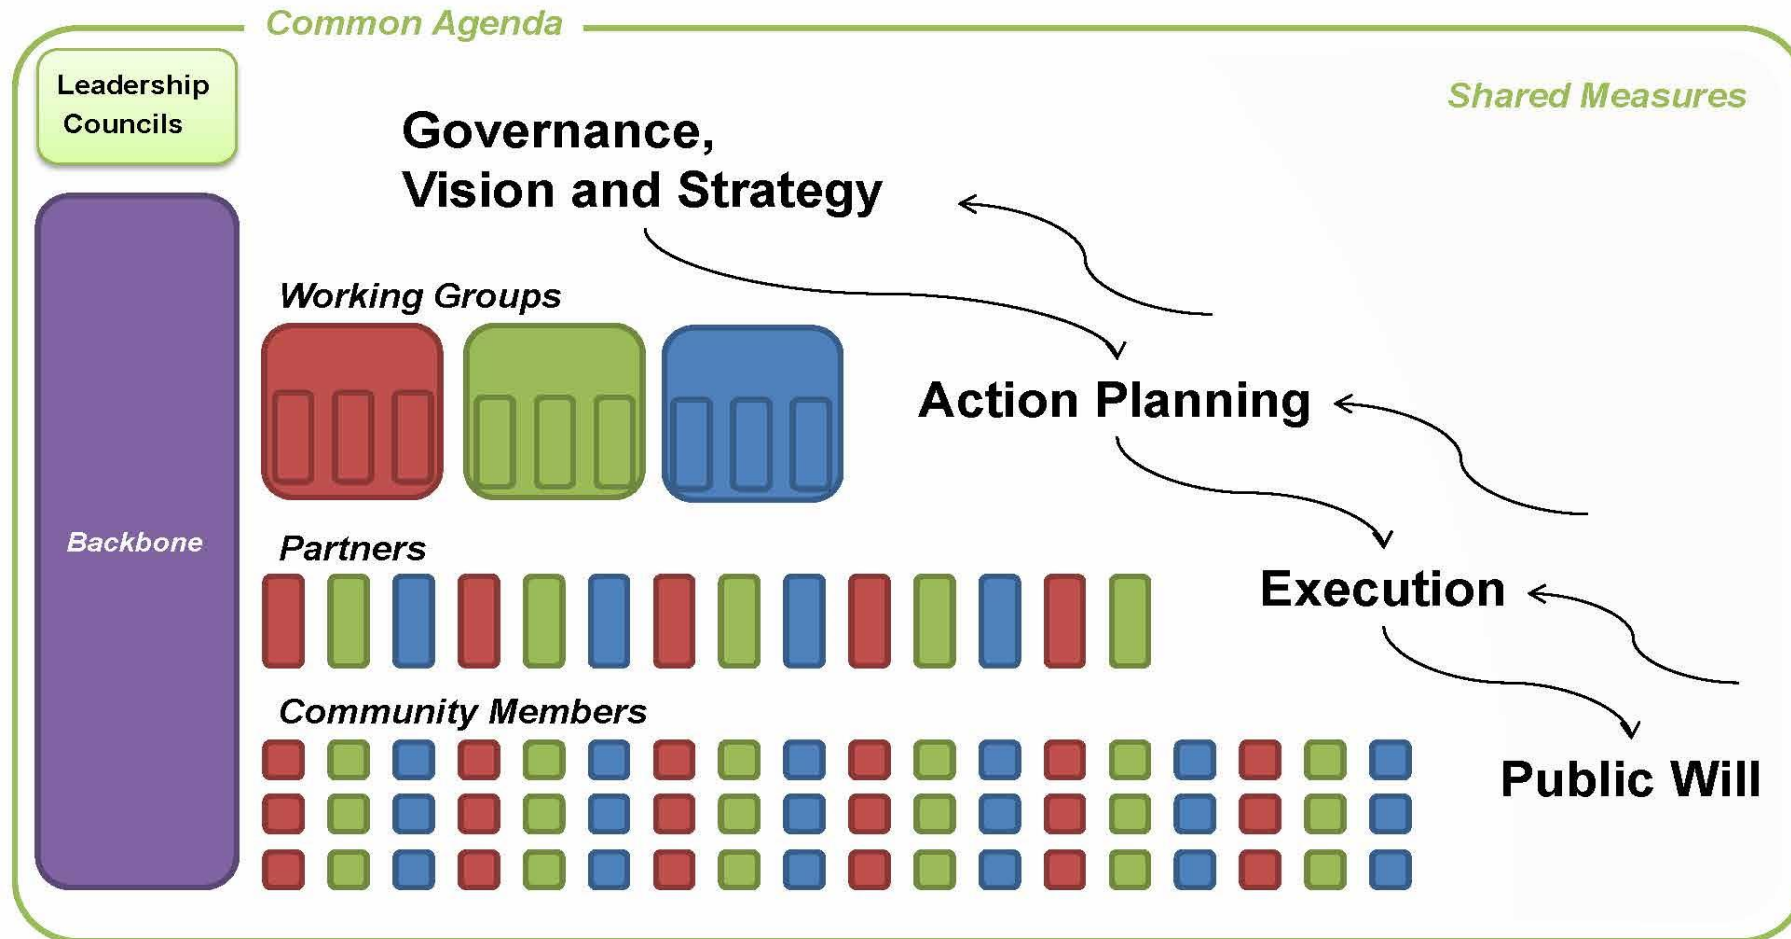 Common Agenda
Leadership
Councils
Shared Measures
Governance,
Vision and Strategy
Working Groups
Action Planning
Backbone
Partners
Execution
Community Members
Public Will